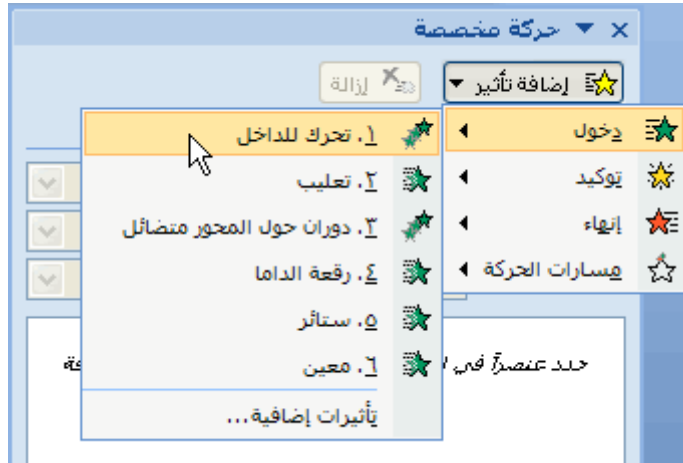 حركة مخصصة
إضافة تأثير
إزالة
دخول
توكيد
إنهاء
مسارات الحركة
١. تحرك للداخل
٢. تعليب
٣. دوران حول المحور متضائل
٤. رقعة الداما
٥. ستائر
٦. معين
تأثيرات إضافية...
حدد عنصراً في